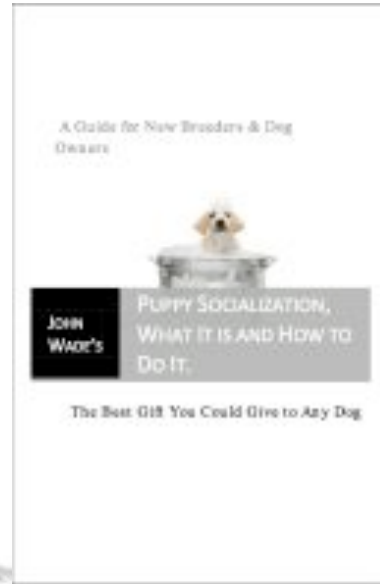 A Guide for New Breeders & Dog
Owners
JOHN
WADE'S
PUPPY SOCIALIZATION,
WHAT IT IS AND HOW TO
DO IT.
The Best Gift You Could Give to Any Dog